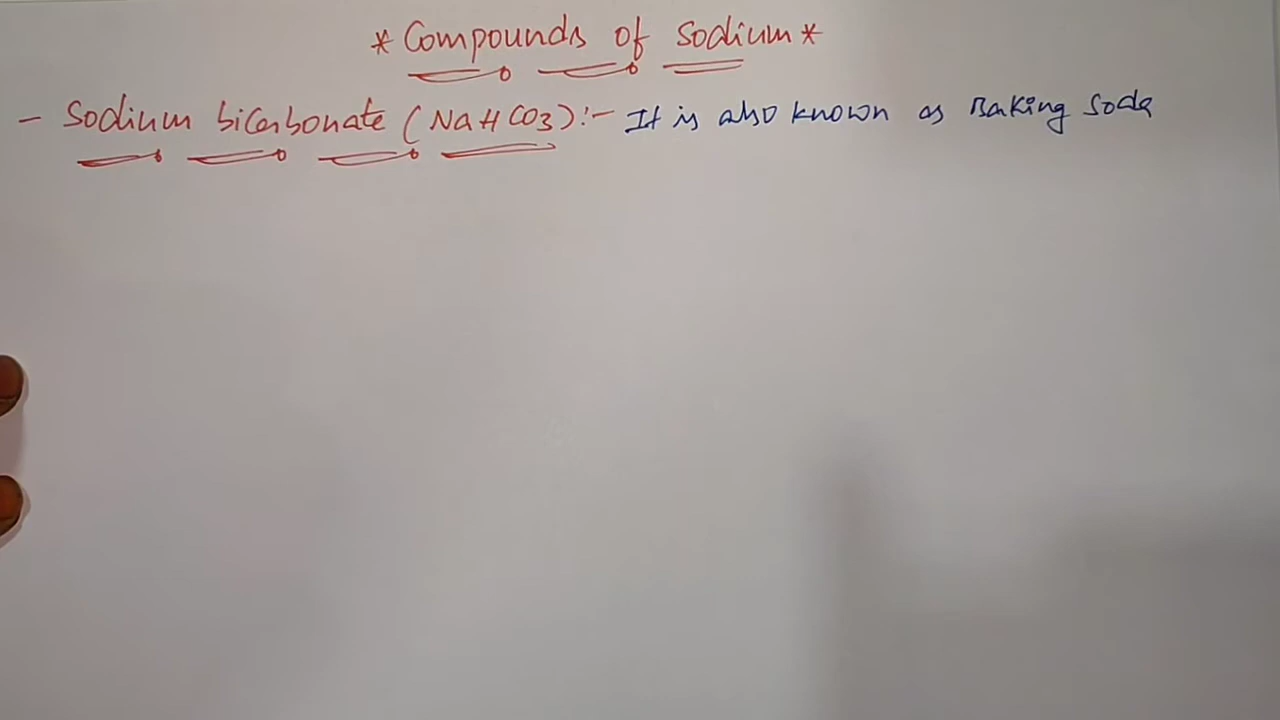 * Compounds of Sodium *
- Sodium bicarbonate (NaHCO3):- It is also known as Baking Soda